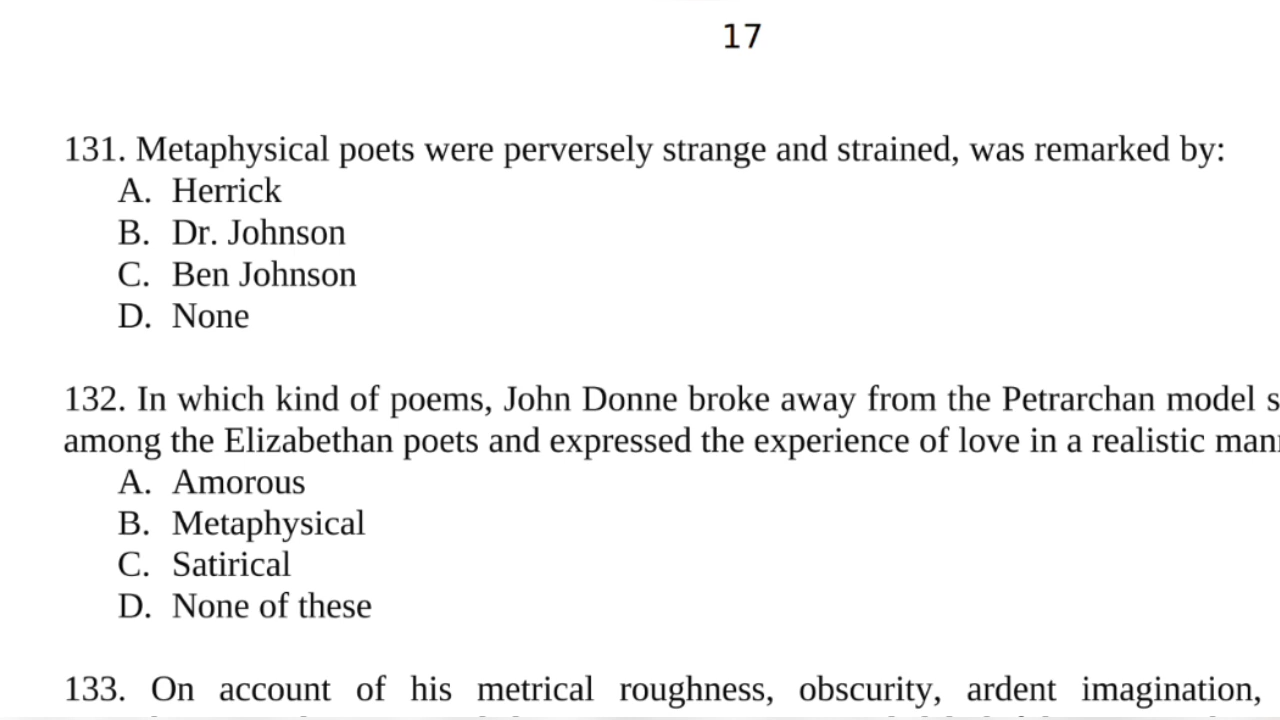 17
131. Metaphysical poets were perversely strange and strained, was remarked by:
A. Herrick
B. Dr. Johnson
C. Ben Johnson
D. None
132. In which kind of poems, John Donne broke away from the Petrarchan model
among the Elizabethan poets and expressed the experience of love in a realistic
A. Amorous
B. Metaphysical
C. Satirical
D. None of these
133. On account of his metrical roughness, obscurity, ardent imagination,